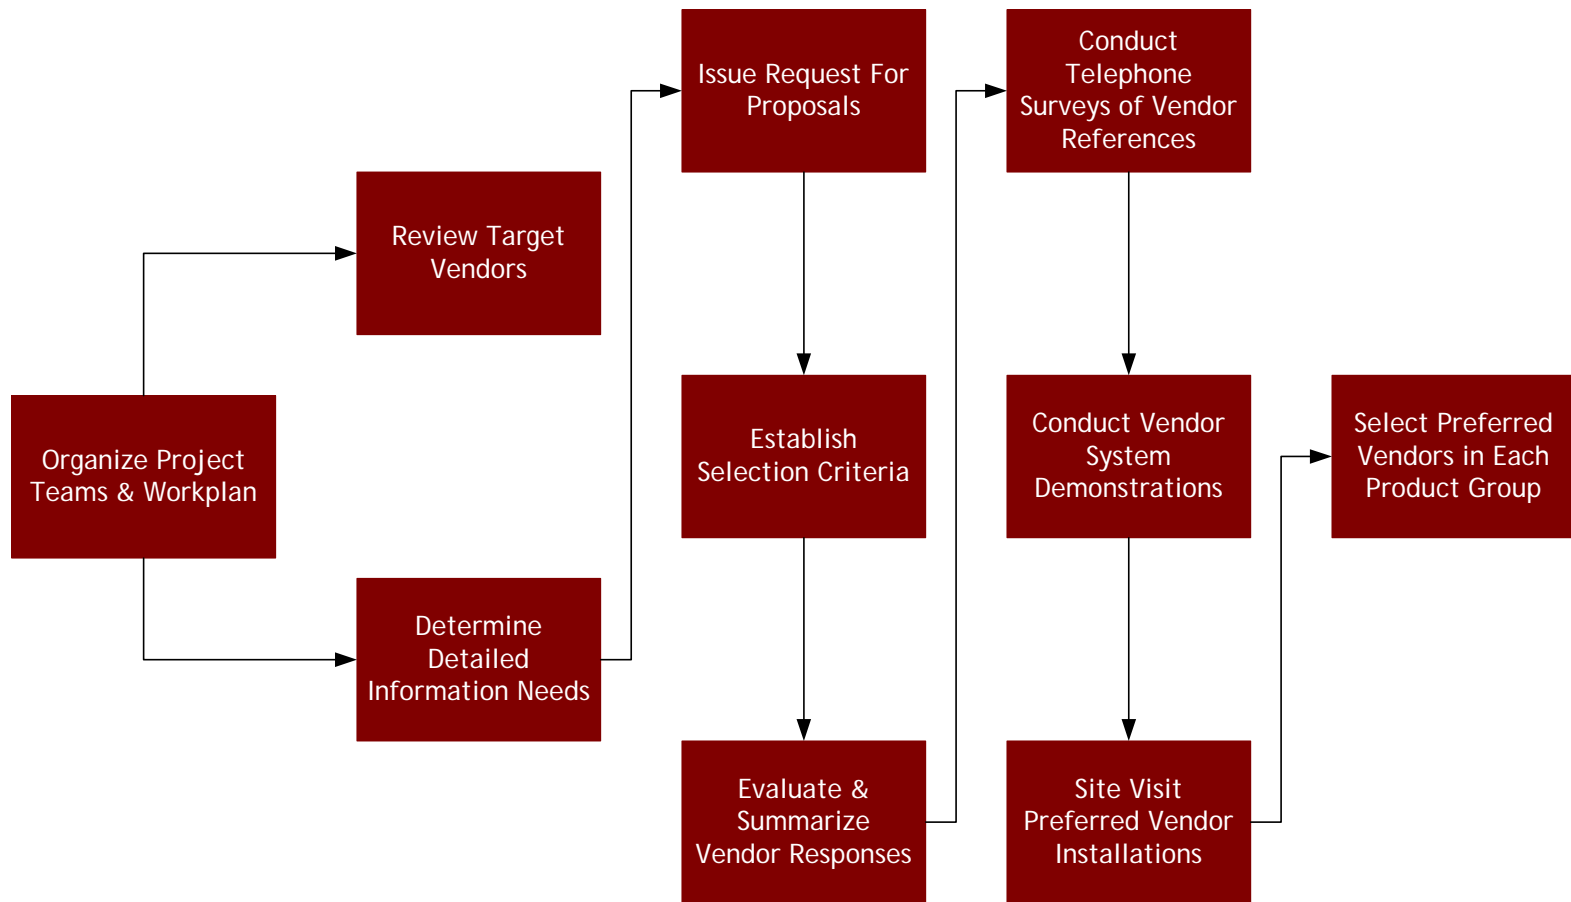 Organize Project
Teams & Workplan
Review Target
Vendors
Determine
Detailed
Information Needs
Issue Request For
Proposals
Establish
Selection Criteria
Evaluate &
Summarize
Vendor Responses
Conduct
Telephone
Surveys of Vendor
References
Conduct Vendor
System
Demonstrations
Site Visit
Preferred Vendor
Installations
Select Preferred
Vendors in Each
Product Group